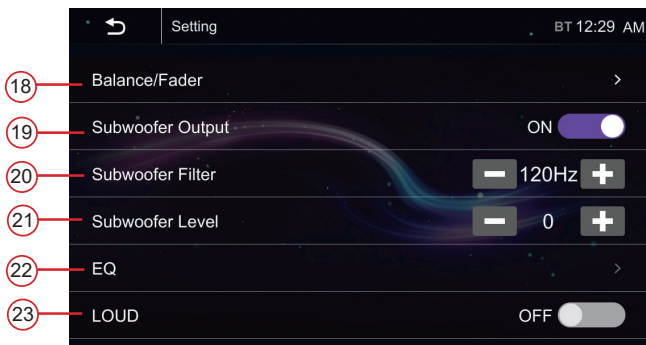 Setting BT 12:29 AM
18 Balance/Fader >
19 Subwoofer Output ON
20 Subwoofer Filter − 120Hz +
21 Subwoofer Level − 0 +
22 EQ >
23 LOUD OFF